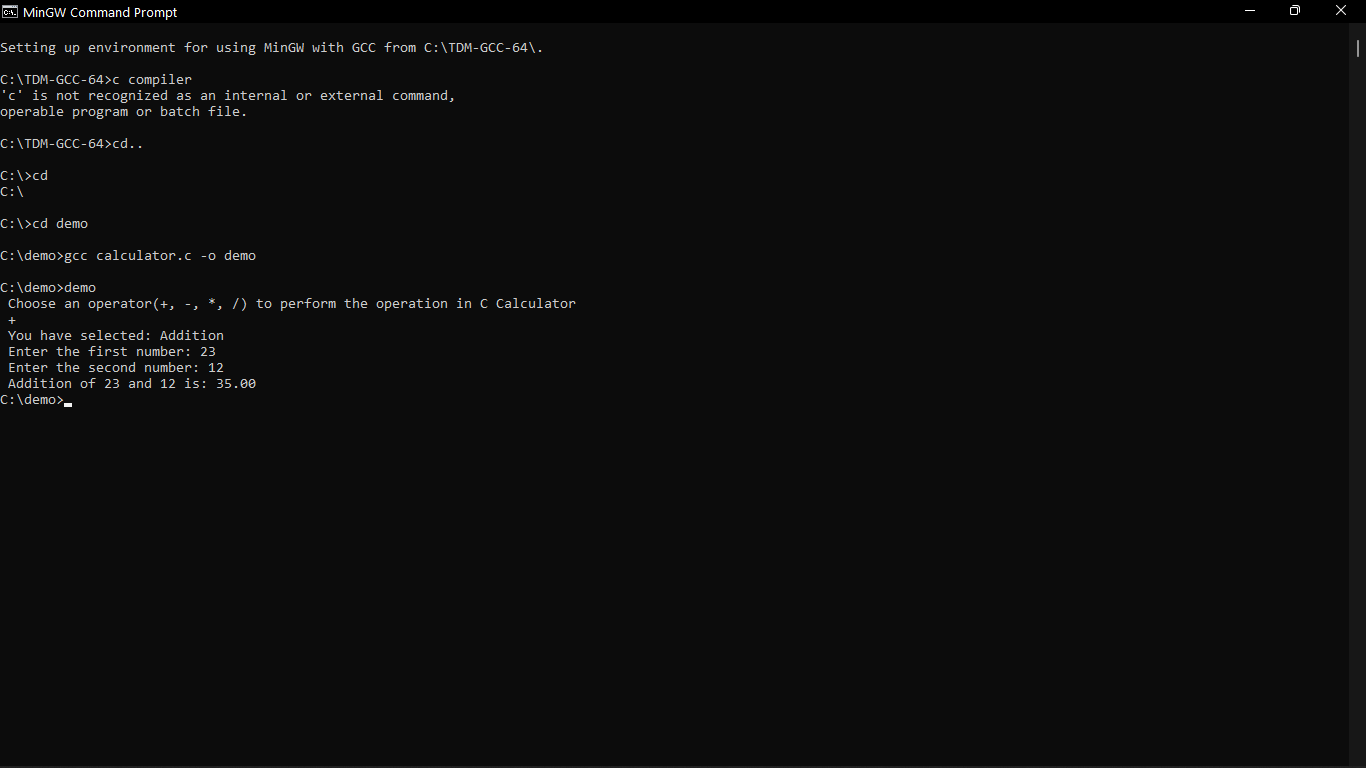 MinGW Command Prompt
Setting up environment for using MinGW with GCC from C:\TDM-GCC-64\.
C:\TDM-GCC-64>c compiler
'c' is not recognized as an internal or external command,
operable program or batch file.
C:\TDM-GCC-64>cd..
C:\>cd
C:\
C:\>cd demo
C:\demo>gcc calculator.c -o demo
C:\demo>demo
Choose an operator(+, -, *, /) to perform the operation in C Calculator
+
You have selected: Addition
Enter the first number: 23
Enter the second number: 12
Addition of 23 and 12 is: 35.00
C:\demo>